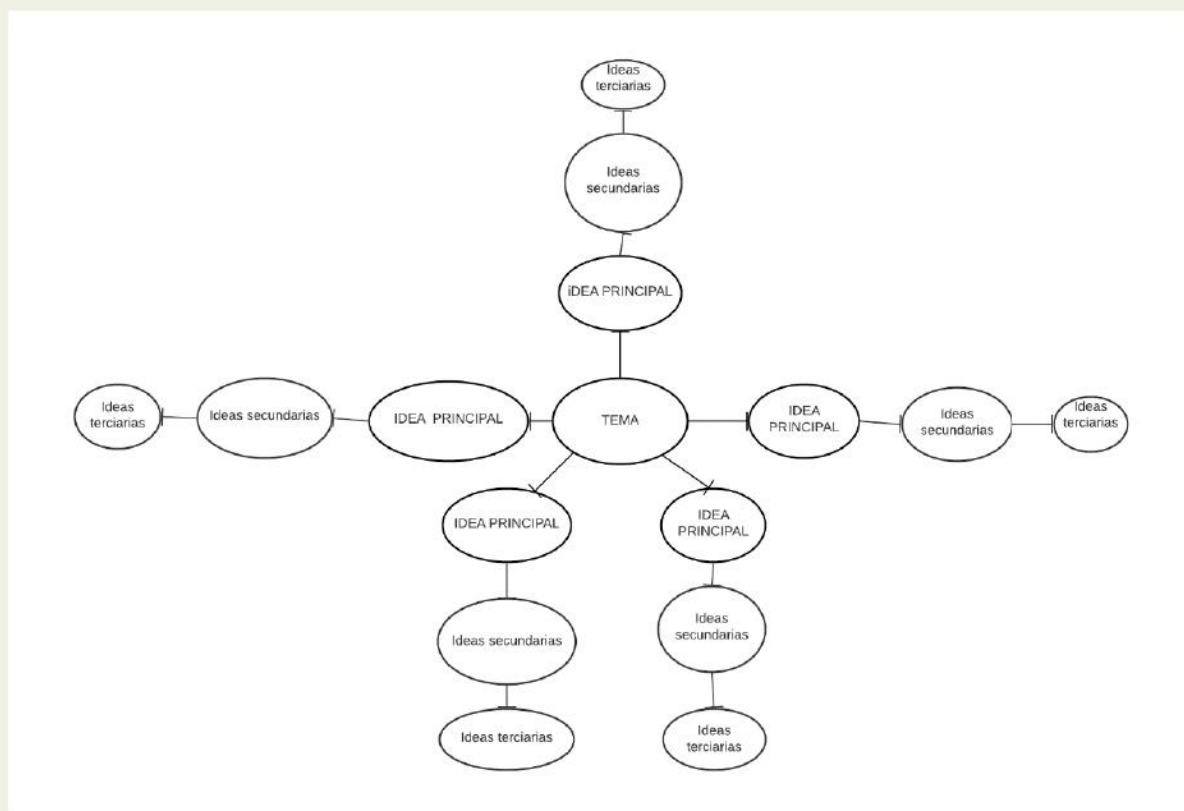 Ideas
terciarias
Ideas
secundarias
iDEA PRINCIPAL
Ideas
terciarias
Ideas secundarias
IDEA PRINCIPAL
TEMA
IDEA
PRINCIPAL
Ideas
secundarias
Ideas
terciarias
IDEA PRINCIPAL
IDEA
PRINCIPAL
Ideas secundarias
Ideas
secundarias
Ideas terciarias
Ideas
terciarias